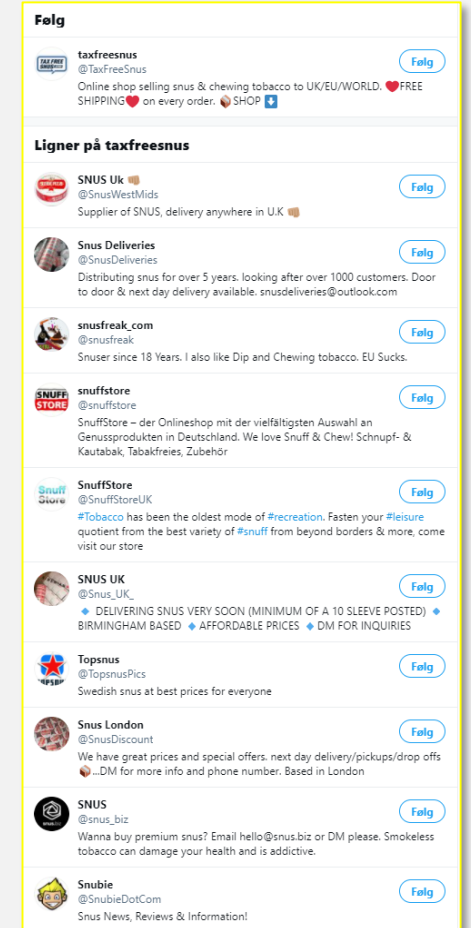 Følg
taxfreesnus
@TaxFreeSnus
Følg
Online shop selling snus & chewing tobacco to UK/EU/WORLD. ❤️FREE
SHIPPING❤️ on every order. 📦SHOP ⬇️
Ligner på taxfreesnus
SNUS Uk 👊🏽
@SnusWestMids
Følg
Supplier of SNUS, delivery anywhere in U.K 👊🏽
Snus Deliveries
@SnusDeliveries
Følg
Distributing snus for over 5 years. looking after over 1000 customers. Door
to door & next day delivery available. snusdeliveries@outlook.com
snusfreak_com
@snusfreak
Følg
Snuser since 18 Years. I also like Dip and Chewing tobacco. EU Sucks.
SNUFF
STORE
snuffstore
@snuffstore
Følg
SnuffStore – der Onlineshop mit der vielfältigsten Auswahl an
Genussprodukten in Deutschland. We love Snuff & Chew! Schnupf- &
Kautabak, Tabakfreies, Zubehör
Snuff
Store
SnuffStore
@SnuffStoreUK
Følg
#Tobacco has been the oldest mode of #recreation. Fasten your #leisure
quotient from the best variety of #snuff from beyond borders & more, come
visit our store
SNUS UK
@Snus_UK_
Følg
🔹 DELIVERING SNUS VERY SOON (MINIMUM OF A 10 SLEEVE POSTED) 🔹
BIRMINGHAM BASED 🔹AFFORDABLE PRICES 🔹DM FOR INQUIRIES
Topsnus
@TopsnusPics
Følg
Swedish snus at best prices for everyone
Snus London
@SnusDiscount
Følg
We have great prices and special offers. next day delivery/pickups/drop offs
📦...DM for more info and phone number. Based in London
SNUS
@snus_biz
Følg
Wanna buy premium snus? Email hello@snus.biz or DM please. Smokeless
tobacco can damage your health and is addictive.
Snubie
@SnubieDotCom
Følg
Snus News, Reviews & Information!